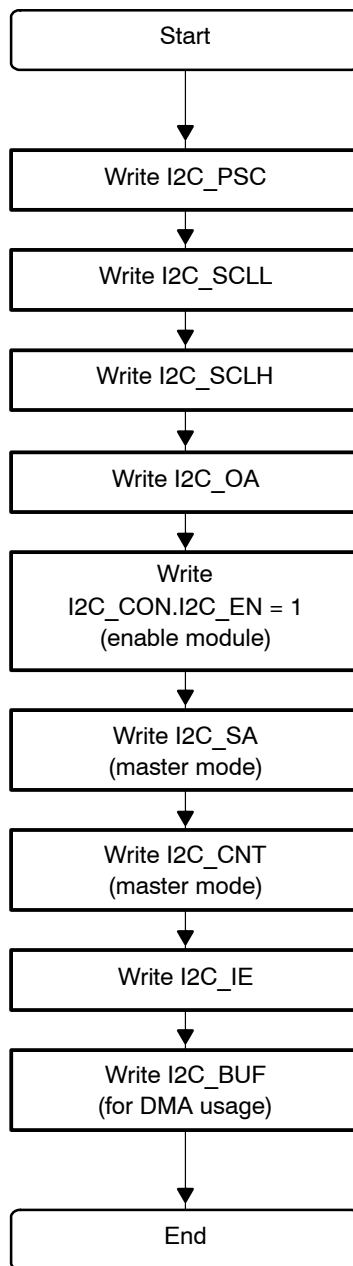 Start
Write I2C_PSC
Write I2C_SCLL
Write I2C_SCLH
Write I2C_OA
Write
I2C_CON.I2C_EN = 1
(enable module)
Write I2C_SA
(master mode)
Write I2C_CNT
(master mode)
Write I2C_IE
Write I2C_BUF
(for DMA usage)
End